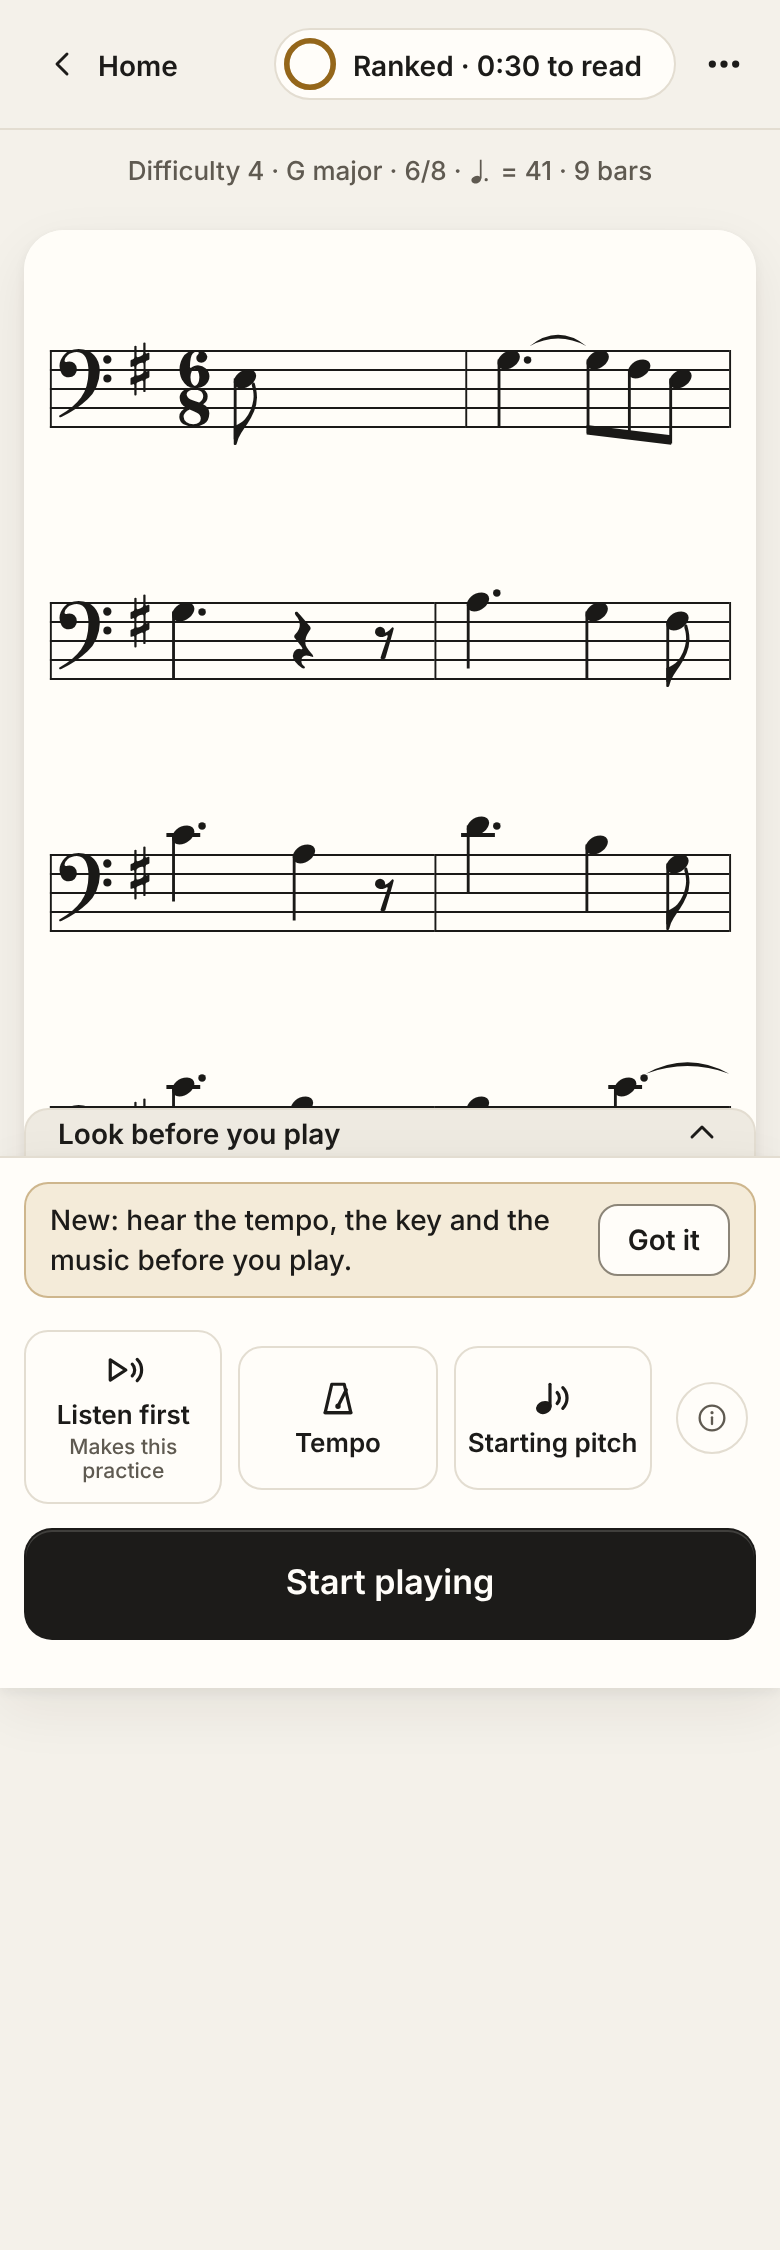 Home
Ranked · 0:30 to read
Difficulty 4 · G major · 6/8 · ♩. = 41 · 9 bars
6
8
Look before you play
New: hear the tempo, the key and the
music before you play.
Got it
Listen first
Makes this
practice
Tempo
Starting pitch
Start playing